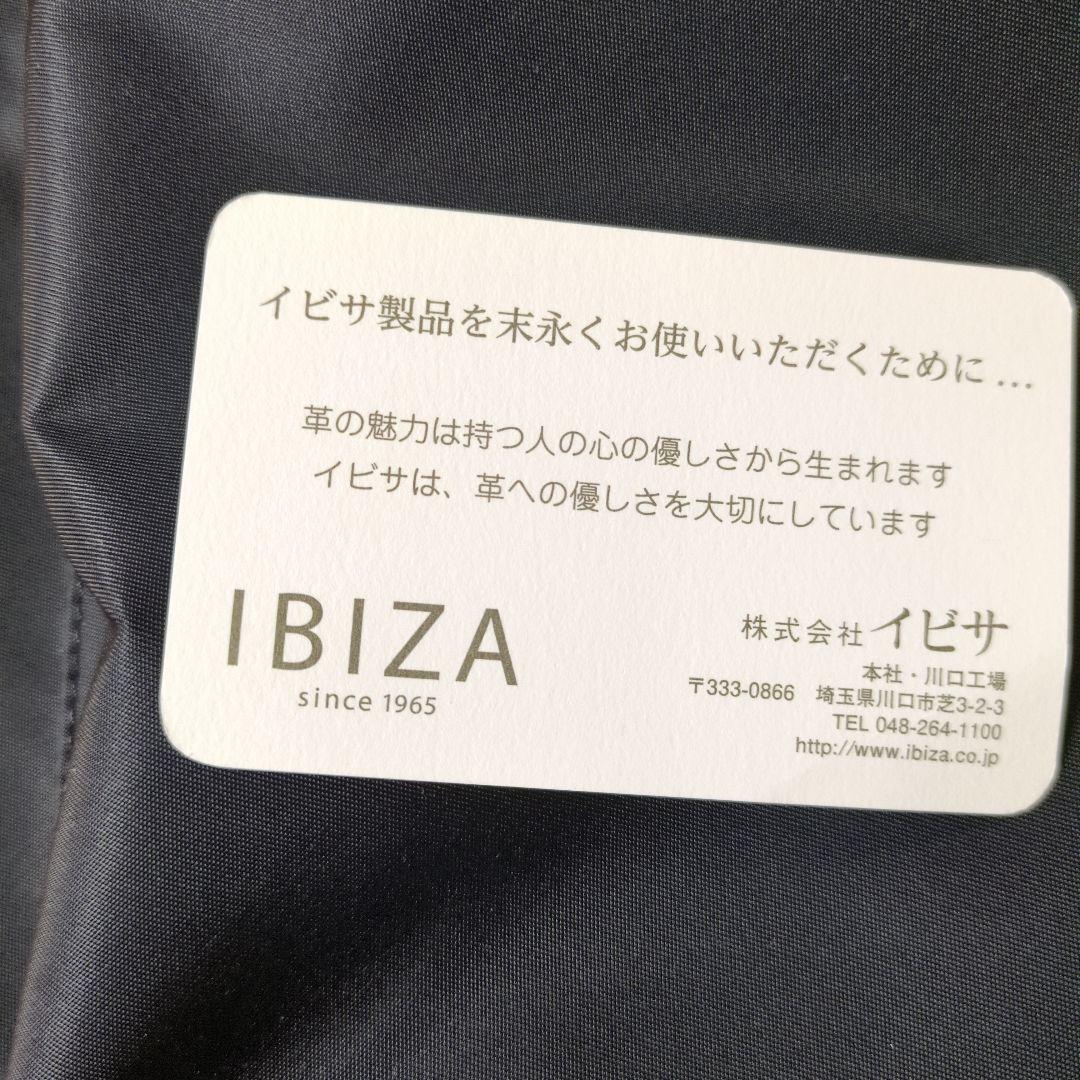 イビサ製品を末永くお使いいただくために...
革の魅力は持つ人の心の優しさから生まれます
イビサは、革への優しさを大切にしています
IBIZA
since 1965
株式会社イビサ
本社・川口工場
〒333-0866 埼玉県川口市芝3-2-3
TEL 048-264-1100
http://www.ibiza.co.jp